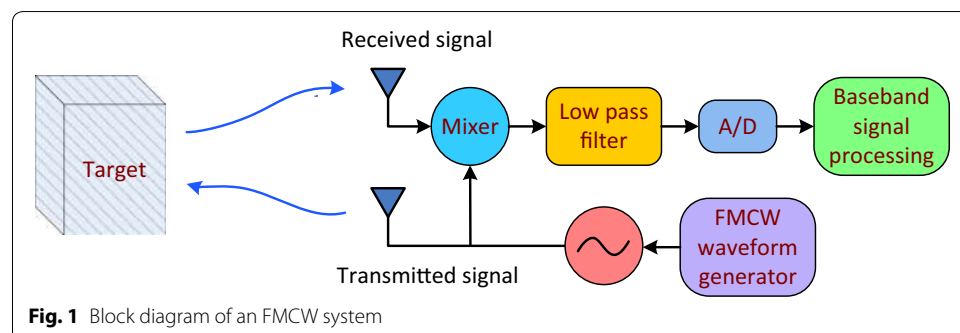 Received signal
Target
Mixer
Low pass
filter
A/D
Baseband
signal
processing
Transmitted signal
FMCW
waveform
generator
Fig. 1 Block diagram of an FMCW system